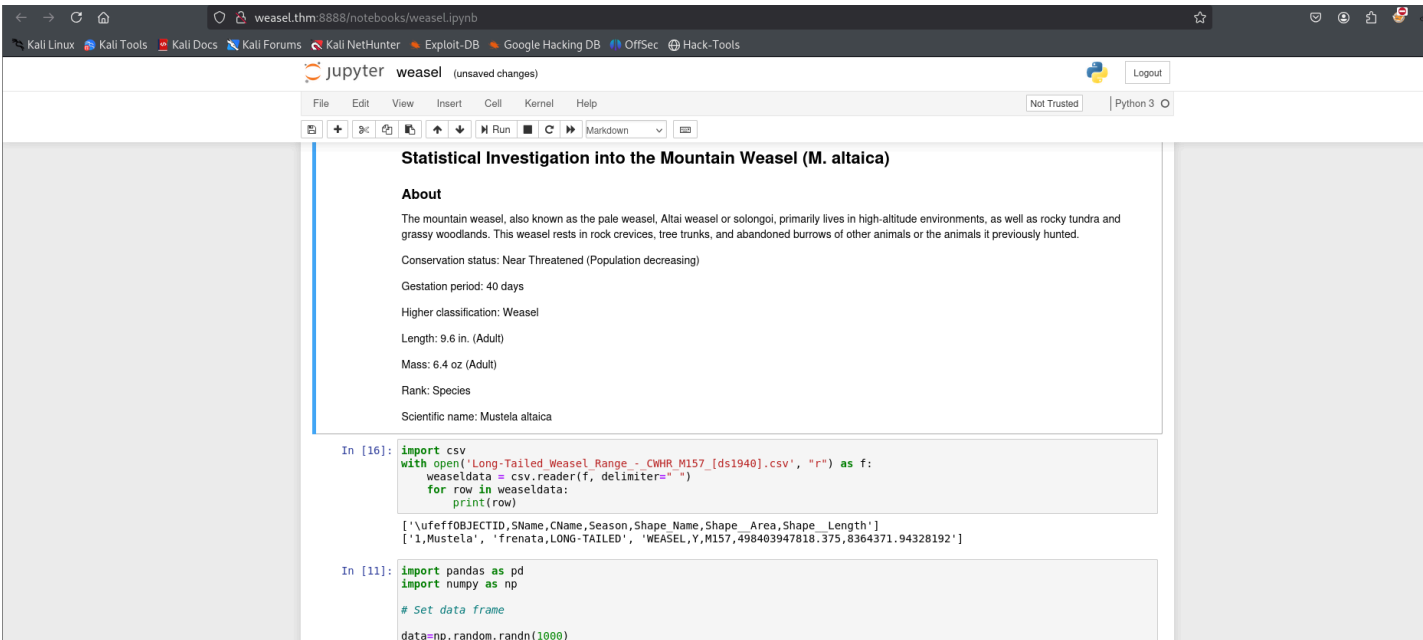 weasel.thm:8888/notebooks/weasel.ipynb
Kali Linux Kali Tools Kali Docs Kali Forums Kali NetHunter Exploit-DB Google Hacking DB OffSec Hack-Tools
jupyter weasel (unsaved changes) Logout
File Edit View Insert Cell Kernel Help Not Trusted Python 3
Run Markdown
Statistical Investigation into the Mountain Weasel (M. altaica)
About
The mountain weasel, also known as the pale weasel, Altai weasel or solongoi, primarily lives in high-altitude environments, as well as rocky tundra and
grassy woodlands. This weasel rests in rock crevices, tree trunks, and abandoned burrows of other animals or the animals it previously hunted.
Conservation status: Near Threatened (Population decreasing)
Gestation period: 40 days
Higher classification: Weasel
Length: 9.6 in. (Adult)
Mass: 6.4 oz (Adult)
Rank: Species
Scientific name: Mustela altaica
In [16]: import csv
with open('Long-Tailed_Weasel_Range_-_CWHR_M157_[ds1940].csv', "r") as f:
    weaseldata = csv.reader(f, delimiter=" ")
    for row in weaseldata:
        print(row)
['\ufeffOBJECTID,SName,CName,Season,Shape_Name,Shape__Area,Shape__Length']
['1,Mustela', 'frenata,LONG-TAILED', 'WEASEL,Y,M157,498403947818.375,8364371.94328192']
In [11]: import pandas as pd
import numpy as np
# Set data frame
data=np.random.randn(1000)